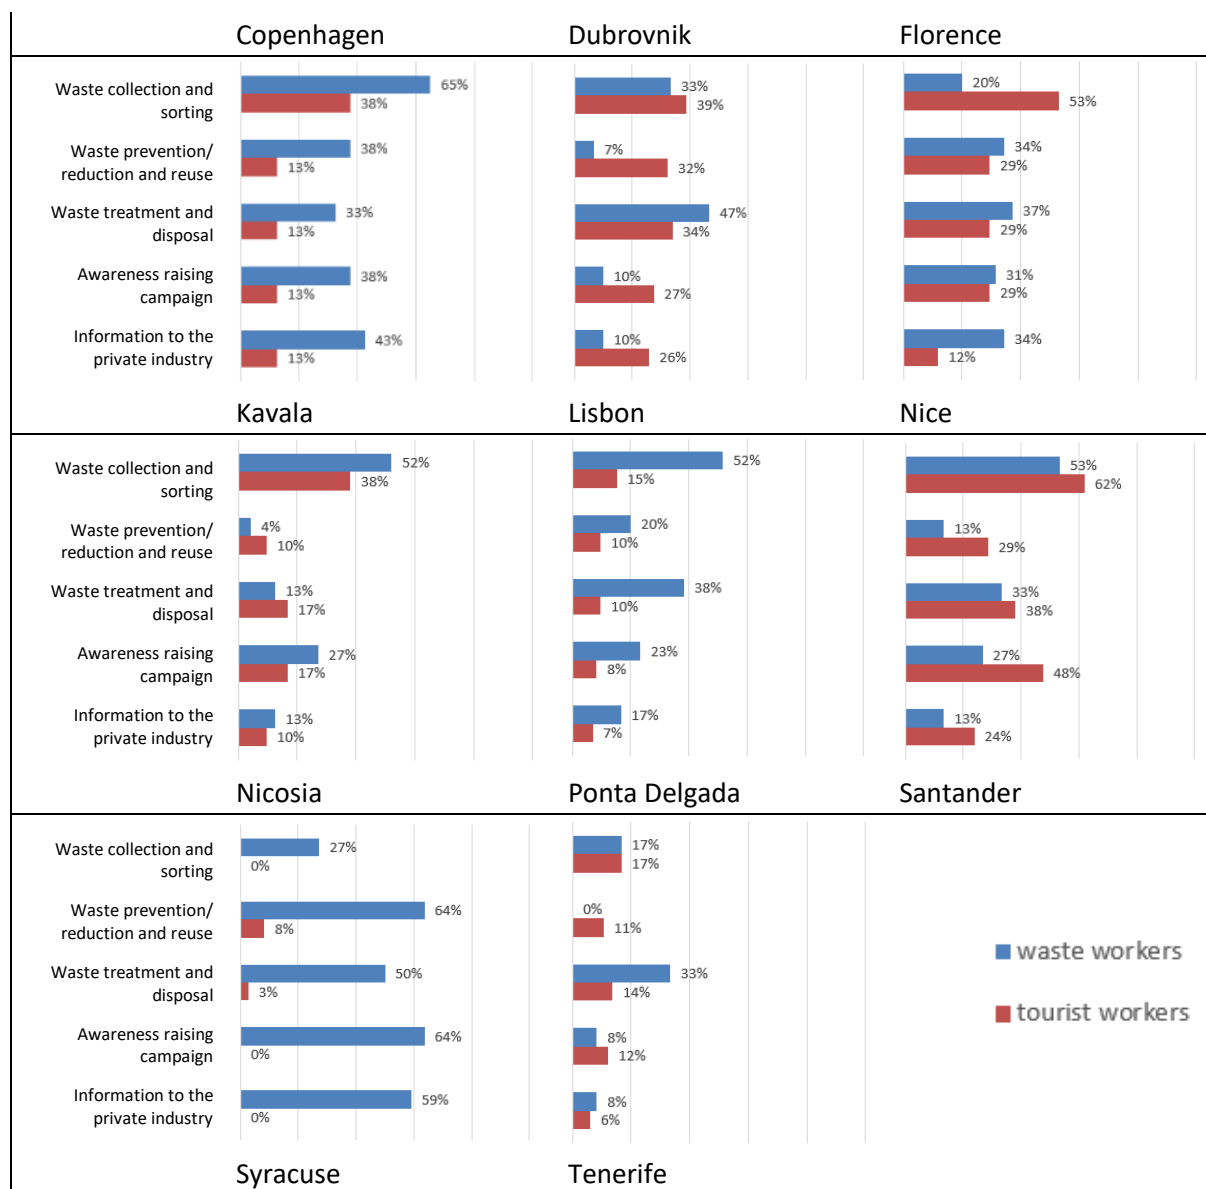 Copenhagen Dubrovnik Florence
Waste collection and
sorting
65%
38%
33%
39%
20%
53%
Waste prevention/
reduction and reuse
38%
13%
7%
32%
34%
29%
Waste treatment and
disposal
33%
13%
47%
34%
37%
29%
Awareness raising
campaign
38%
13%
10%
27%
31%
29%
Information to the
private industry
43%
13%
10%
26%
34%
12%
Kavala Lisbon Nice
Waste collection and
sorting
52%
38%
52%
15%
53%
62%
Waste prevention/
reduction and reuse
4%
10%
20%
10%
13%
29%
Waste treatment and
disposal
13%
17%
38%
10%
33%
38%
Awareness raising
campaign
27%
17%
23%
8%
27%
48%
Information to the
private industry
13%
10%
17%
7%
13%
24%
Nicosia Ponta Delgada Santander
Waste collection and
sorting
27%
0%
17%
17%
Waste prevention/
reduction and reuse
64%
8%
0%
11%
Waste treatment and
disposal
50%
3%
33%
14%
Awareness raising
campaign
64%
0%
8%
12%
Information to the
private industry
59%
0%
8%
6%
waste workers
tourist workers
Syracuse Tenerife